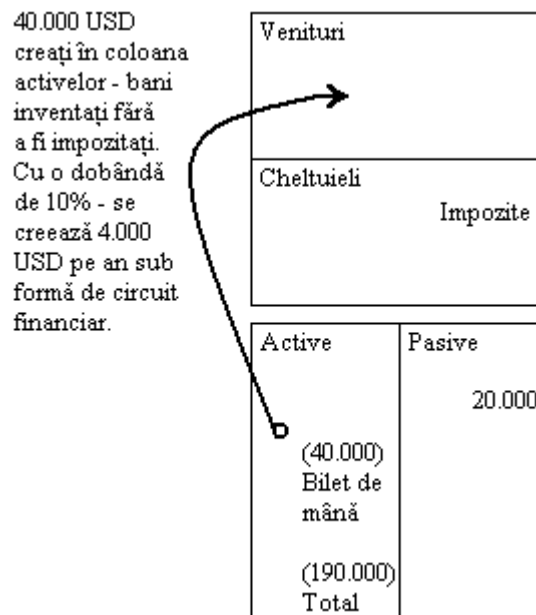 40.000 USD
creați în coloana
activelor - bani
inventați fără
a fi impozitați.
Cu o dobândă
de 10% - se
creează 4.000
USD pe an sub
formă de circuit
financiar.
Venituri
Cheltuieli
Impozite
Active
Pasive
20.000
(40.000)
Bilet de
mână
(190.000)
Total